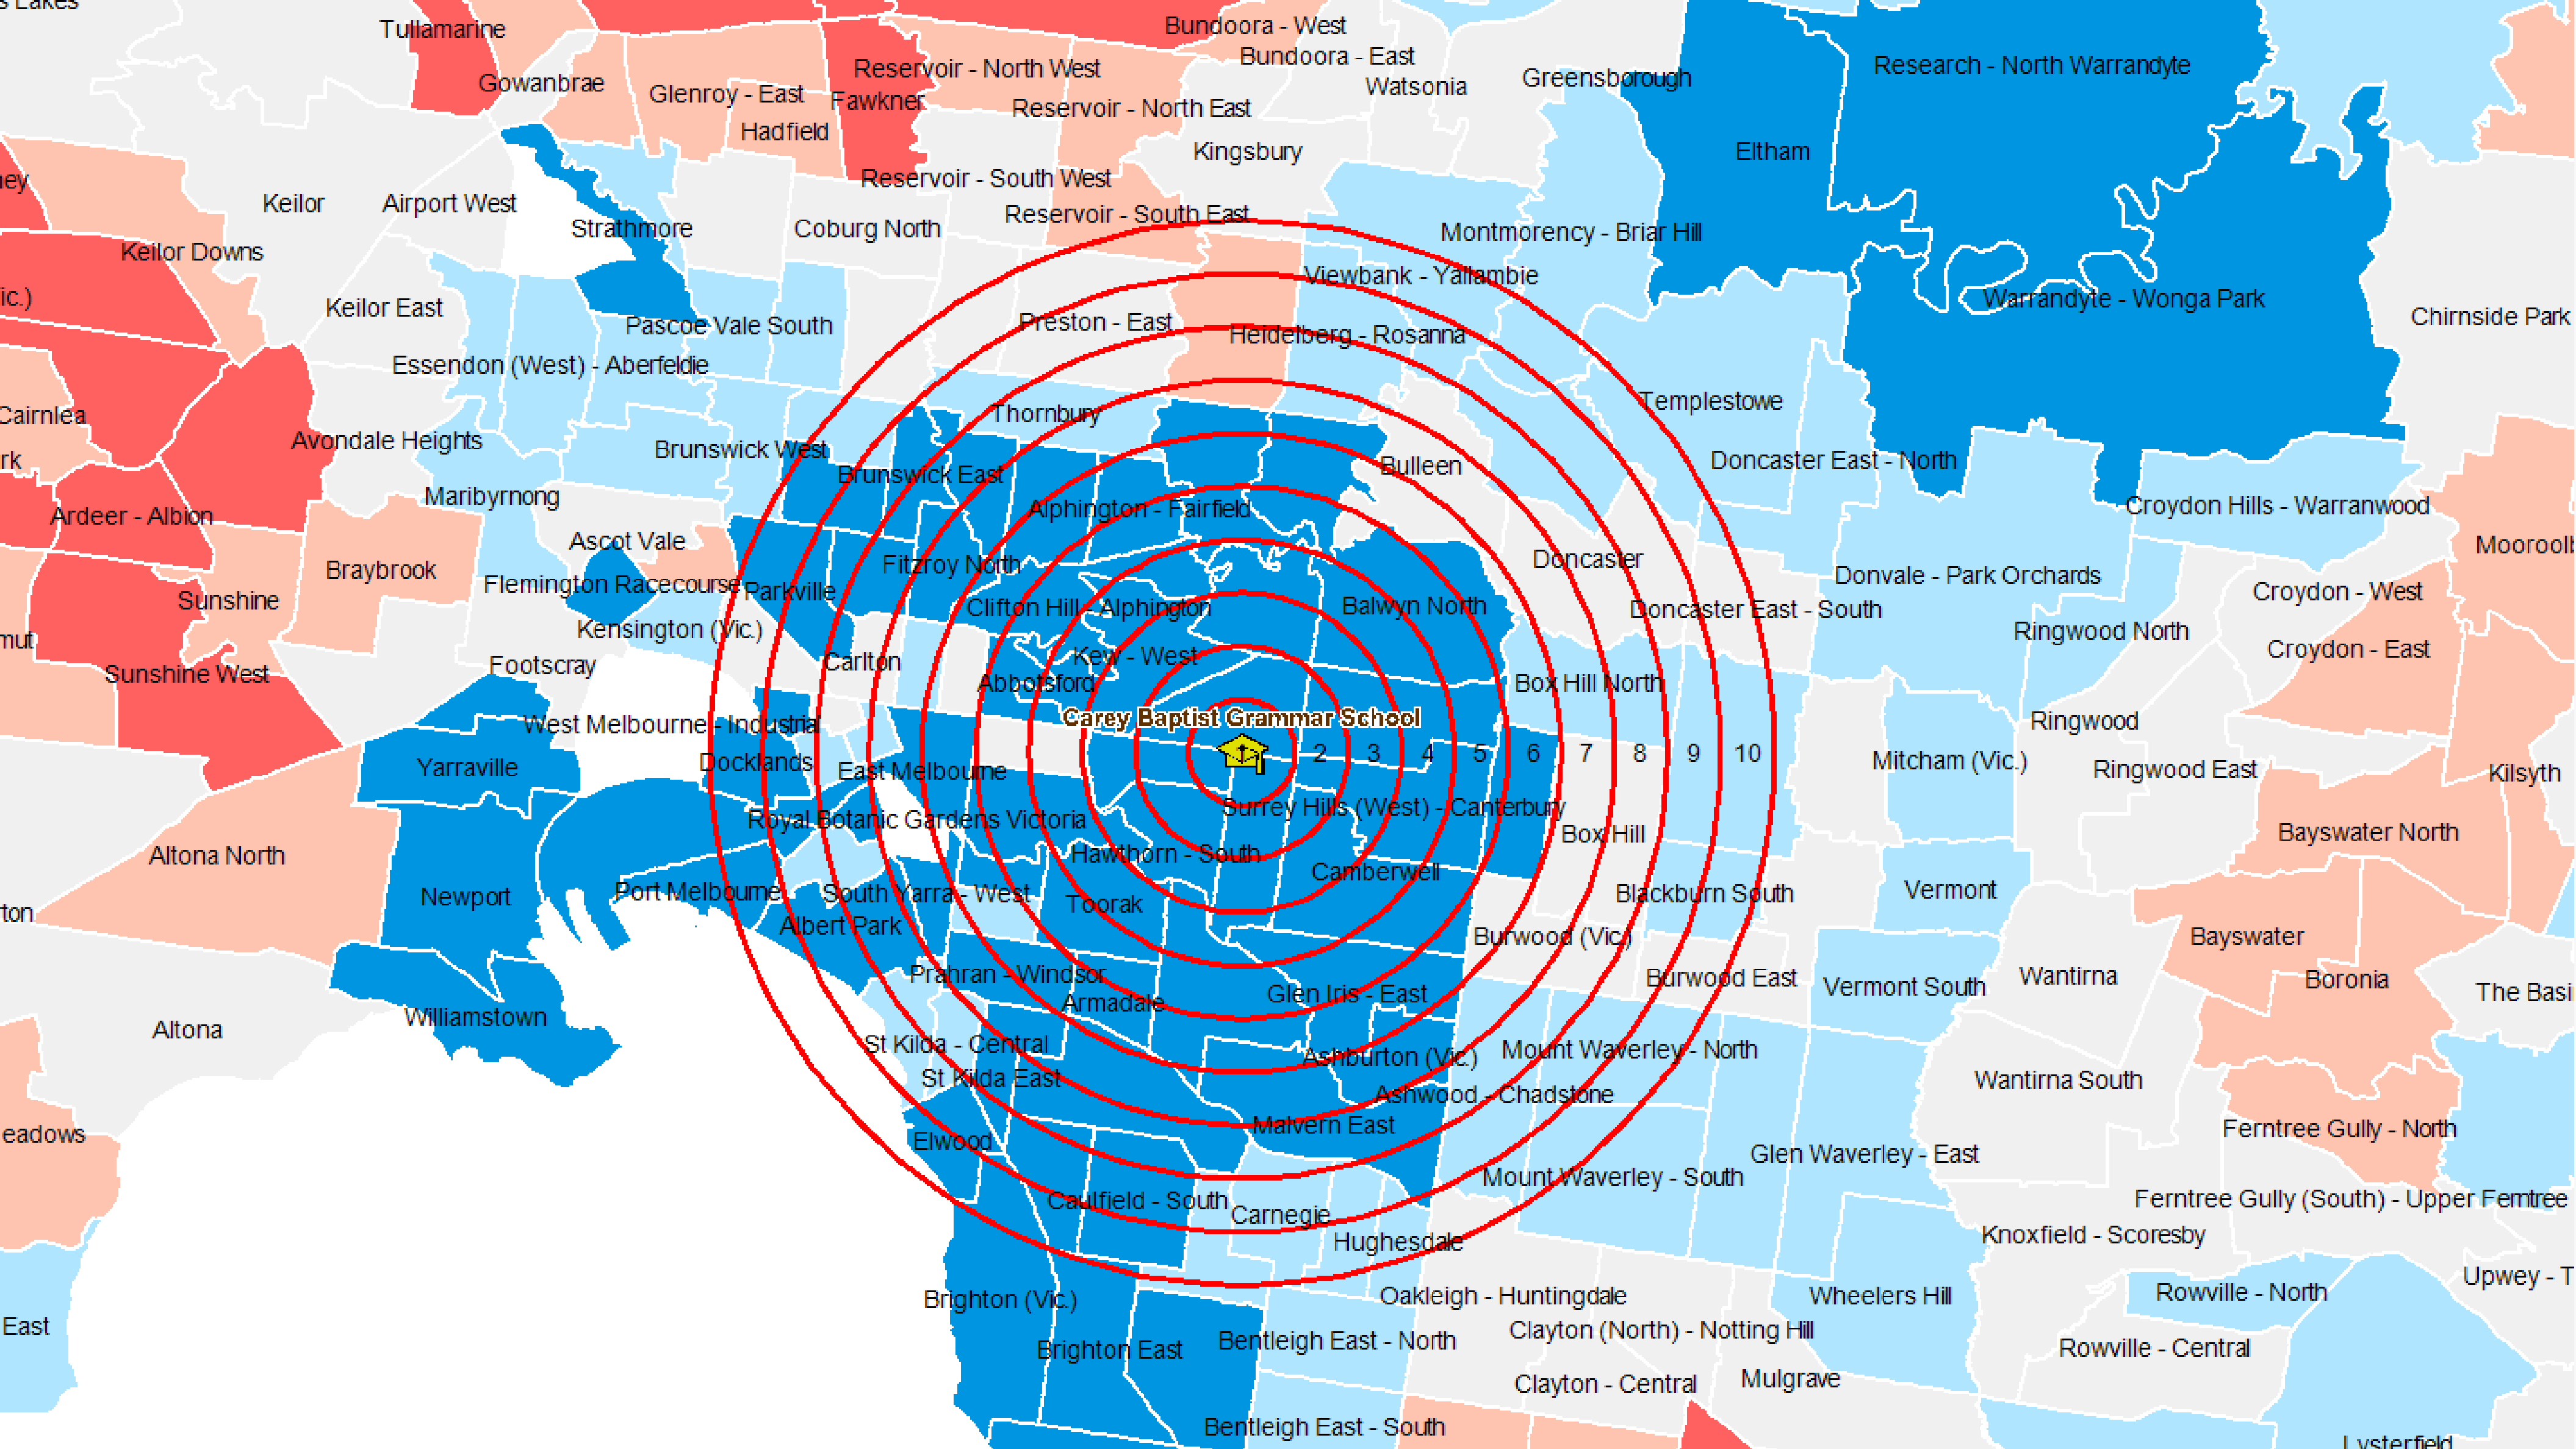 s Lakes
Tullamarine
Bundoora - West
Bundoora - East
Research - North Warrandyte
Reservoir - North West
Gowanbrae
Greensborough
Watsonia
Glenroy - East
Fawkner
Reservoir - North East
Hadfield
Kingsbury
Eltham
ney
Reservoir - South West
Keilor
Airport West
Reservoir - South East
Strathmore
Coburg North
Montmorency - Briar Hill
Keilor Downs
Viewbank - Yallambie
ic.)
Warrandyte - Wonga Park
Keilor East
Chirnside Park
Pascoe Vale South
Preston - East
Heidelberg - Rosanna
Essendon (West) - Aberfeldie
Templestowe
Cairnlea
Thornbury
Avondale Heights
Brunswick West
rk
Doncaster East - North
Bulleen
Brunswick East
Maribyrnong
Croydon Hills - Warranwood
Alphington - Fairfield
Ardeer - Albion
Ascot Vale
Mooroolb
Doncaster
Fitzroy North
Braybrook
Donvale - Park Orchards
Flemington Racecourse
Parkville
Croydon - West
Sunshine
Clifton Hill - Alphington
Balwyn North
Doncaster East - South
Kensington (Vic.)
Ringwood North
mut
Croydon - East
Kew - West
Carlton
Footscray
Sunshine West
Abbotsford
Box Hill North
Carey Baptist Grammar School
Ringwood
West Melbourne - Industrial
2 3 4 5 6 7 8 9 10
Docklands
Mitcham (Vic.)
Yarraville
East Melbourne
Ringwood East
Kilsyth
Surrey Hills (West) - Canterbury
Royal Botanic Gardens Victoria
Box Hill
Bayswater North
Altona North
Hawthorn - South
Camberwell
Port Melbourne
South Yarra - West
Blackburn South
Vermont
Newport
Toorak
rton
Albert Park
Burwood (Vic.)
Bayswater
Prahran - Windsor
Burwood East
Wantirna
Boronia
Vermont South
Glen Iris - East
The Basi
Armadale
Williamstown
Altona
St Kilda - Central
Ashburton (Vic.)
Mount Waverley - North
St Kilda East
Wantirna South
Ashwood - Chadstone
Malvern East
Ferntree Gully - North
eadows
Elwood
Glen Waverley - East
Mount Waverley - South
Caulfield - South
Ferntree Gully (South) - Upper Ferntree
Carnegie
Knoxfield - Scoresby
Hughesdale
Upwey - T
Brighton (Vic.)
Oakleigh - Huntingdale
Wheelers Hill
Rowville - North
East
Clayton (North) - Notting Hill
Bentleigh East - North
Brighton East
Rowville - Central
Mulgrave
Clayton - Central
Bentleigh East - South
Lysterfield